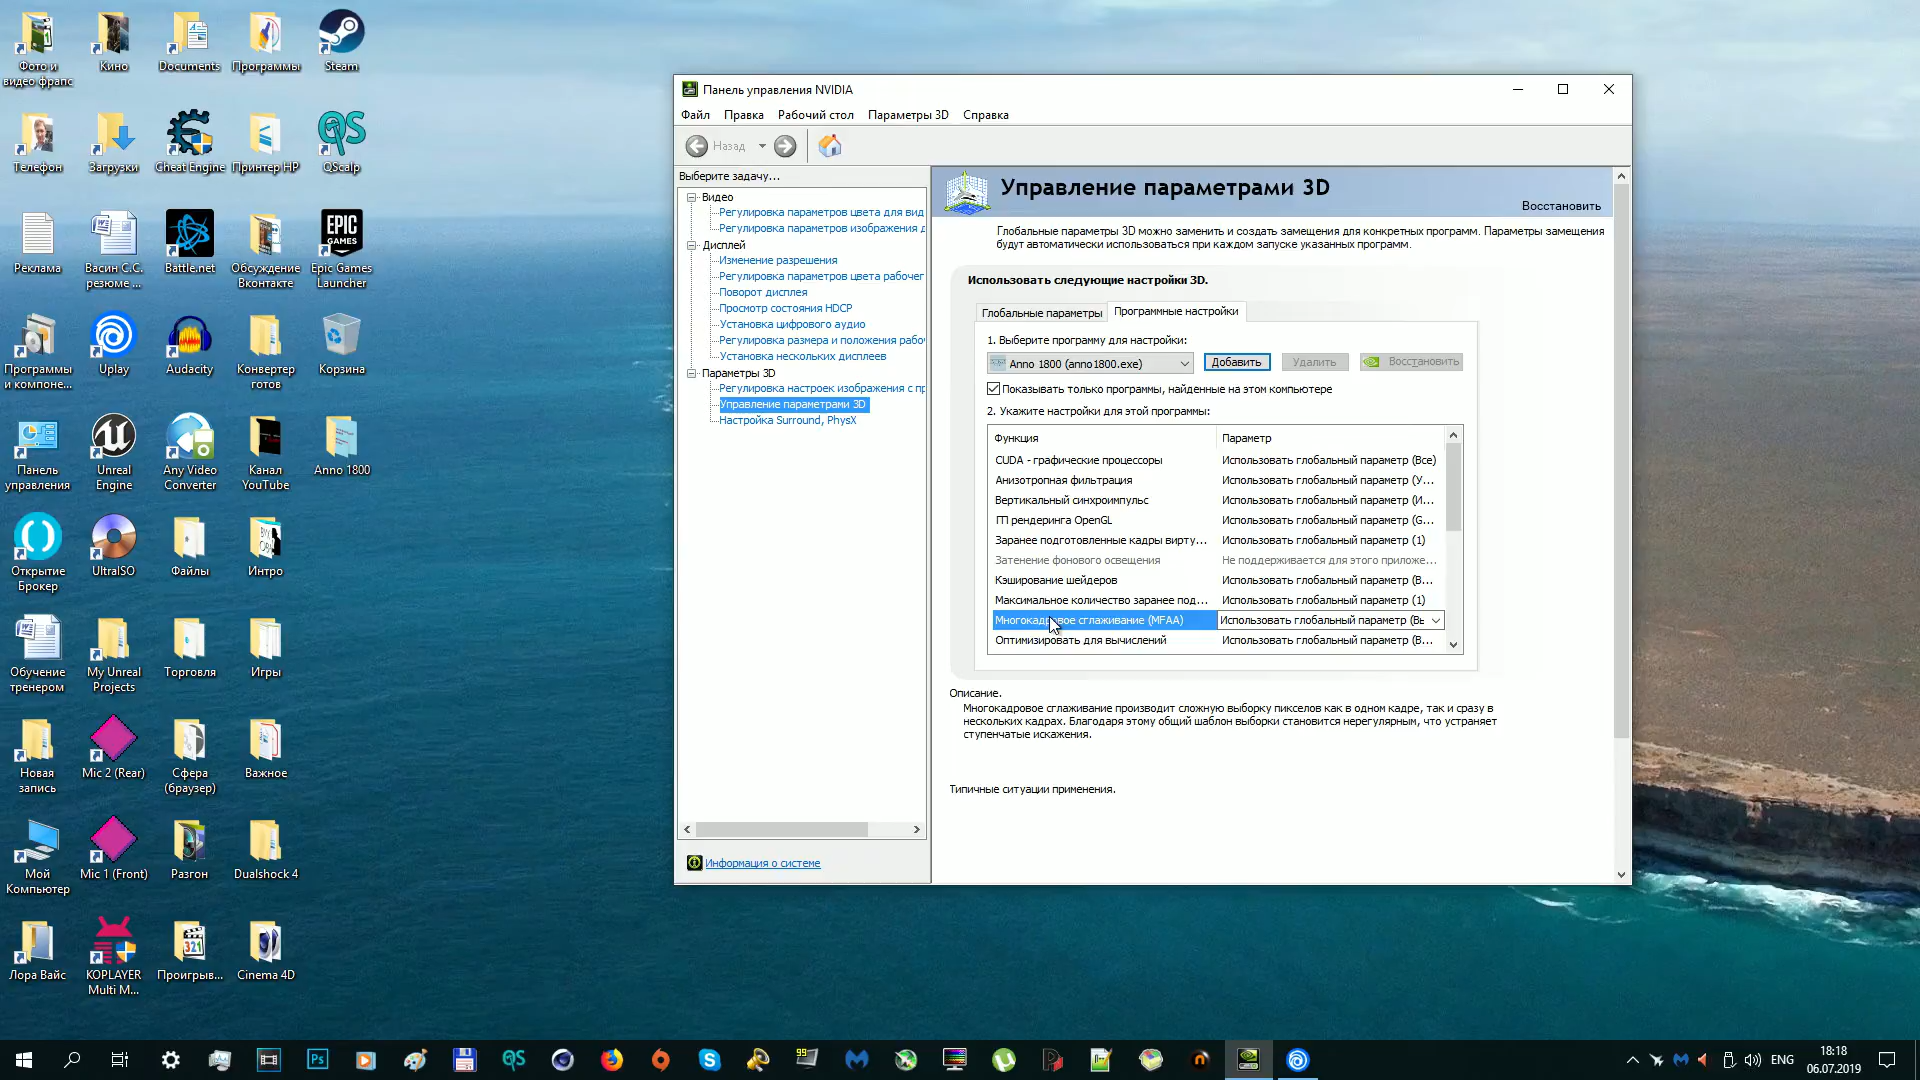 Фото и
видео фрапс
Кино
Documents
Программы
Steam
Телефон
Загрузки
Cheat Engine
Принтер HP
QScalp
Реклама
Васин С.С.
резюме ...
Battle.net
Обсуждение
Вконтакте
Epic Games
Launcher
Программы
и компоне...
Uplay
Audacity
Конвертер
готов
Корзина
Панель
управления
Unreal
Engine
Any Video
Converter
Канал
YouTube
Anno 1800
Открытие
Брокер
UltraISO
Файлы
Интро
Обучение
тренером
My Unreal
Projects
Торговля
Игры
Новая
запись
Mic 2 (Rear)
Сфера
(браузер)
Важное
Мой
Компьютер
Mic 1 (Front)
Разгон
Dualshock 4
Лора Вайс
KOPLAYER
Multi M...
Проигрыв...
Cinema 4D
Панель управления NVIDIA
Файл Правка Рабочий стол Параметры 3D Справка
Назад
Выберите задачу...
Видео
Регулировка параметров цвета для вид
Регулировка параметров изображения д
Дисплей
Изменение разрешения
Регулировка параметров цвета рабочег
Поворот дисплея
Просмотр состояния HDCP
Установка цифрового аудио
Регулировка размера и положения рабо
Установка нескольких дисплеев
Параметры 3D
Регулировка настроек изображения с пр
Управление параметрами 3D
Настройка Surround, PhysX
Информация о системе
Управление параметрами 3D
Восстановить
Глобальные параметры 3D можно заменить и создать замещения для конкретных программ. Параметры замещения
будут автоматически использоваться при каждом запуске указанных программ.
Использовать следующие настройки 3D.
Глобальные параметры Программные настройки
1. Выберите программу для настройки:
Anno 1800 (anno1800.exe) Добавить Удалить Восстановить
Показывать только программы, найденные на этом компьютере
2. Укажите настройки для этой программы:
Функция Параметр
CUDA - графические процессоры Использовать глобальный параметр (Все)
Анизотропная фильтрация Использовать глобальный параметр (У...
Вертикальный синхроимпульс Использовать глобальный параметр (И...
ГП рендеринга OpenGL Использовать глобальный параметр (G...
Заранее подготовленные кадры вирту... Использовать глобальный параметр (1)
Затенение фонового освещения Не поддерживается для этого приложе...
Кэширование шейдеров Использовать глобальный параметр (В...
Максимальное количество заранее под... Использовать глобальный параметр (1)
Многокадровое сглаживание (MFAA) Использовать глобальный параметр (Вы
Оптимизировать для вычислений Использовать глобальный параметр (В...
Описание.
Многокадровое сглаживание производит сложную выборку пикселов как в одном кадре, так и сразу в
нескольких кадрах. Благодаря этому общий шаблон выборки становится нерегулярным, что устраняет
ступенчатые искажения.
Типичные ситуации применения.
ENG
18:18
06.07.2019